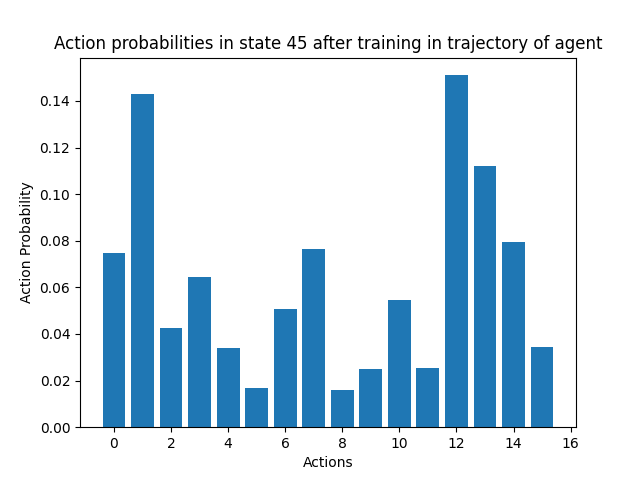 Action probabilities in state 45 after training in trajectory of agent
0.14
0.12
0.10
0.08
0.06
0.04
0.02
0.00
Action Probability
0 2 4 6 8 10 12 14 16
Actions